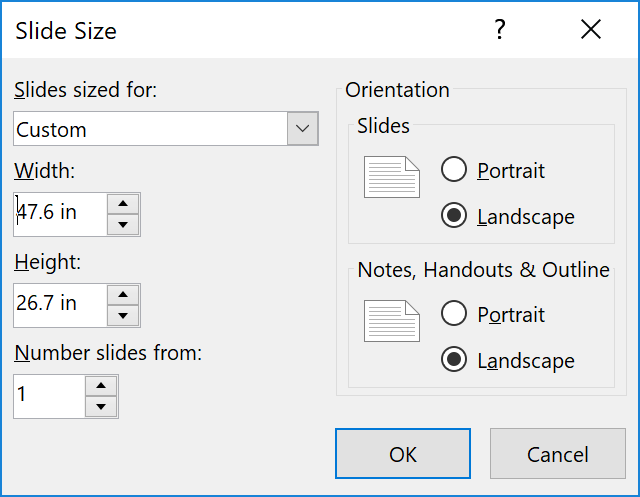 Slide Size
?
Slides sized for:
Custom
Width:
47.6 in
Height:
26.7 in
Number slides from:
1
Orientation
Slides
Portrait
Landscape
Notes, Handouts & Outline
Portrait
Landscape
OK
Cancel